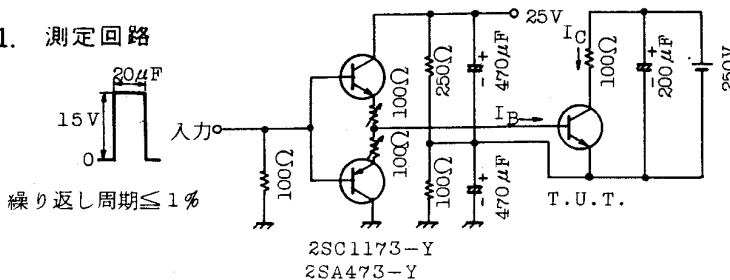 1. 測定回路
20μF
15V
0
入力
繰り返し周期≦1%
100Ω
100Ω
100Ω
250Ω
100Ω
470μF
470μF
25V
IB
IC
100Ω
200μF
250V
T.U.T.
2SC1173-Y
2SA473-Y